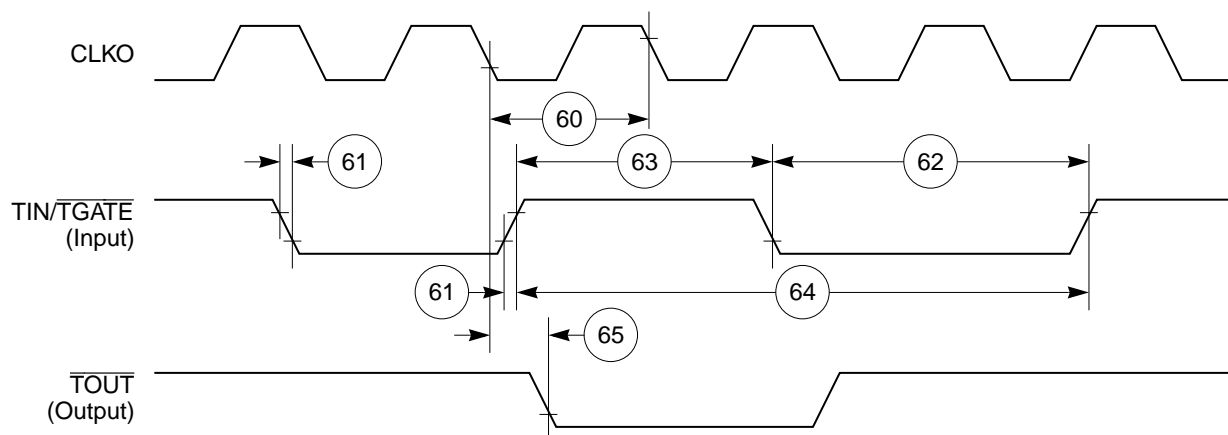 CLKO
60
61
63
62
TIN/TGATE
(Input)
61
64
65
TOUT
(Output)